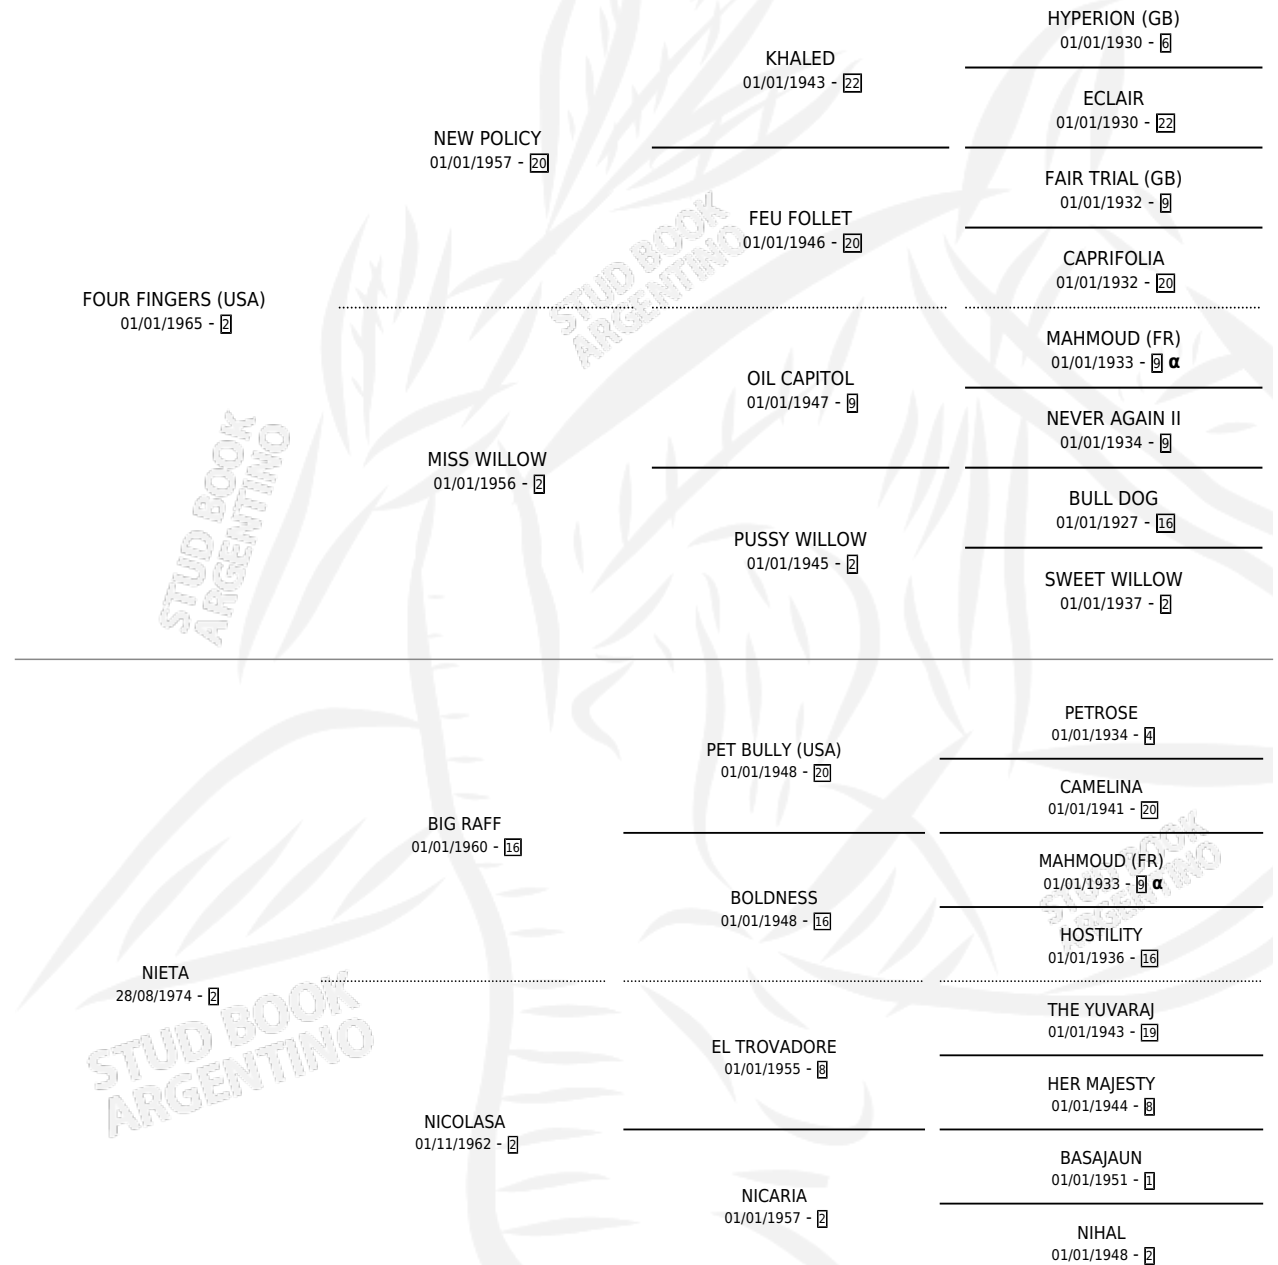 HYPERION (GB)
01/01/1930 - 6
KHALED
01/01/1943 - 22
ECLAIR
01/01/1930 - 22
NEW POLICY
01/01/1957 - 20
FAIR TRIAL (GB)
01/01/1932 - 9
FEU FOLLET
01/01/1946 - 20
CAPRIFOLIA
01/01/1932 - 20
FOUR FINGERS (USA)
01/01/1965 - 2
MAHMOUD (FR)
01/01/1933 - 9 α
OIL CAPITOL
01/01/1947 - 9
NEVER AGAIN II
01/01/1934 - 9
MISS WILLOW
01/01/1956 - 2
BULL DOG
01/01/1927 - 16
PUSSY WILLOW
01/01/1945 - 2
SWEET WILLOW
01/01/1937 - 2
STUD BOOK
ARGENTINO
STUD BOOK
ARGENTINO
PETROSE
01/01/1934 - 4
PET BULLY (USA)
01/01/1948 - 20
CAMELINA
01/01/1941 - 20
BIG RAFF
01/01/1960 - 16
MAHMOUD (FR)
01/01/1933 - 9 α
BOLDNESS
01/01/1948 - 16
HOSTILITY
01/01/1936 - 16
NIETA
28/08/1974 - 2
THE YUVARAJ
01/01/1943 - 19
EL TROVADORE
01/01/1955 - 8
HER MAJESTY
01/01/1944 - 8
NICOLASA
01/11/1962 - 2
BASAJAUN
01/01/1951 - 1
NICARIA
01/01/1957 - 2
NIHAL
01/01/1948 - 2
STUD BOOK
ARGENTINO
STUD BOOK
ARGENTINO